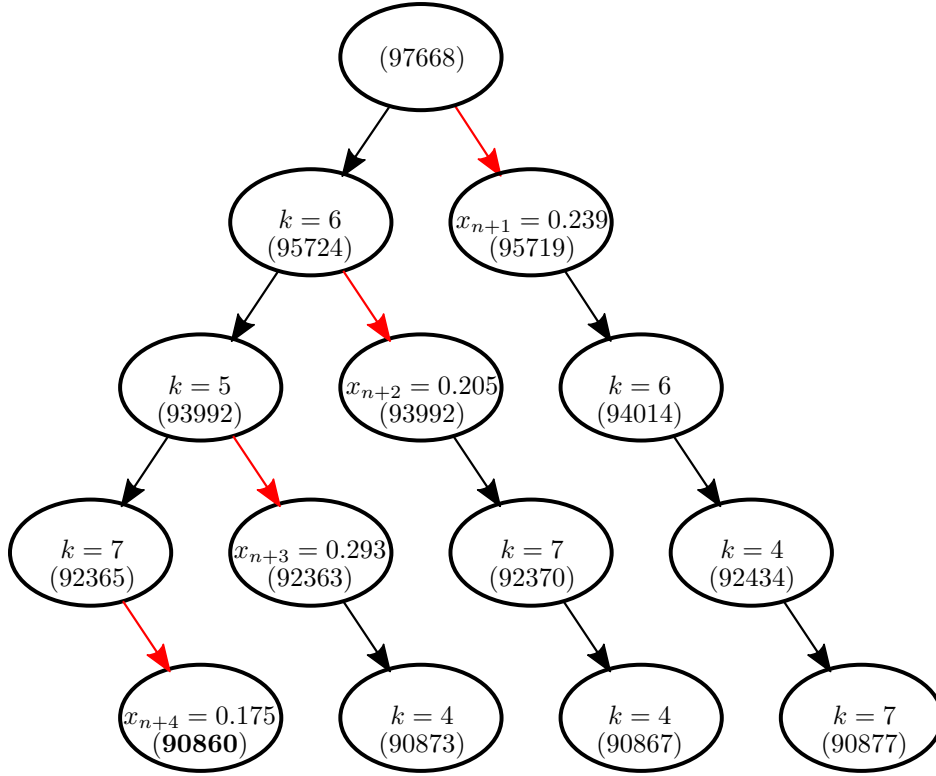 (97668)
k = 6
(95724)
x_{n+1} = 0.239
(95719)
k = 5
(93992)
x_{n+2} = 0.205
(93992)
k = 6
(94014)
k = 7
(92365)
x_{n+3} = 0.293
(92363)
k = 7
(92370)
k = 4
(92434)
x_{n+4} = 0.175
(90860)
k = 4
(90873)
k = 4
(90867)
k = 7
(90877)